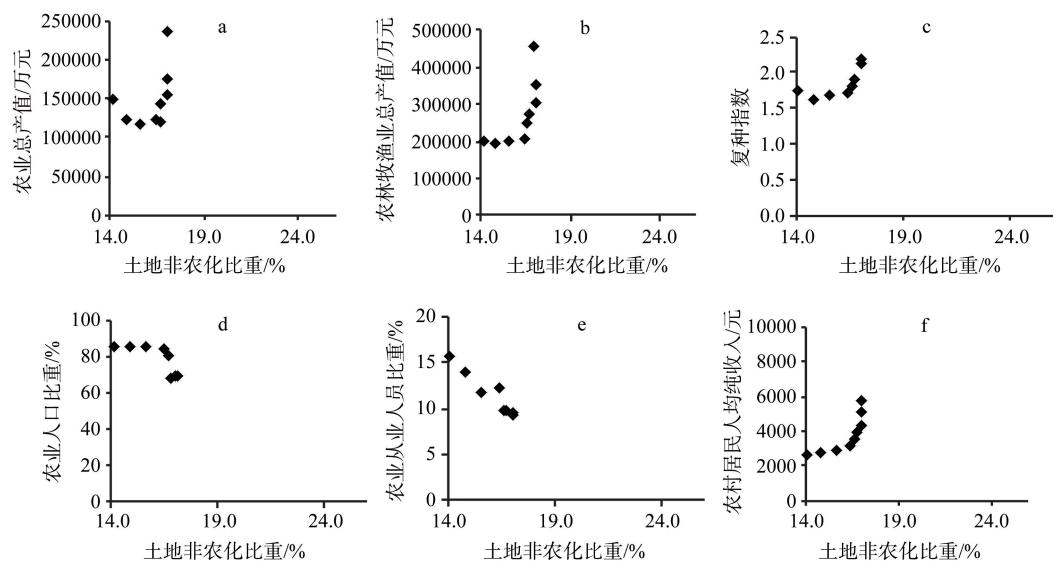 a
农业总产值/万元
250000
200000
150000
100000
50000
0
14.0 19.0 24.0
土地非农化比重/%
b
农林牧渔业总产值/万元
500000
400000
300000
200000
100000
0
14.0 19.0 24.0
土地非农化比重/%
c
复种指数
2.5
2.0
1.5
1.0
0.5
0.0
14.0 19.0 24.0
土地非农化比重/%
d
农业人口比重/%
100
80
60
40
20
0
14.0 19.0 24.0
土地非农化比重/%
e
农业从业人员比重/%
20
15
10
5
0
14.0 19.0 24.0
土地非农化比重/%
f
农村居民人均纯收入/元
10000
8000
6000
4000
2000
0
14.0 19.0 24.0
土地非农化比重/%